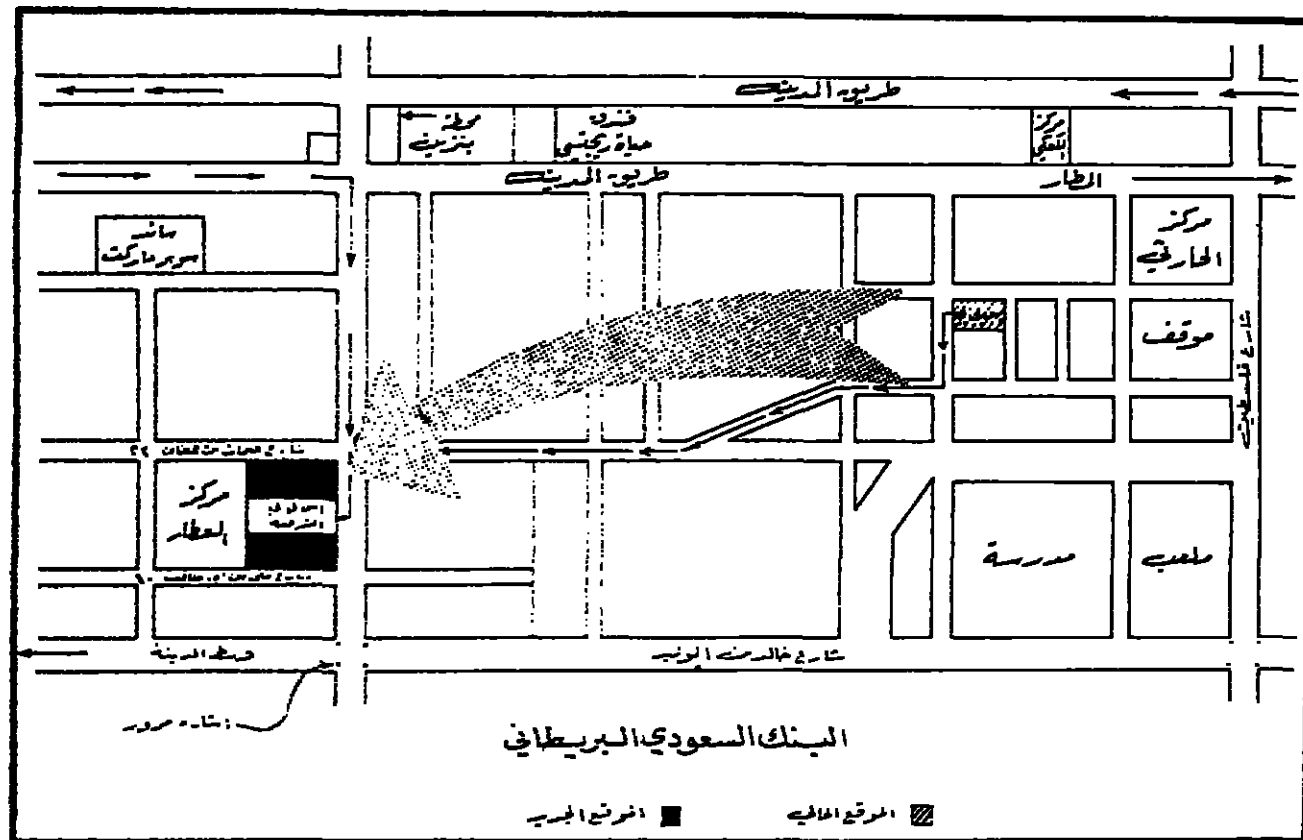 طريق المدينة
محطة
بنزين
فندق
حياة ريجنسي
مركز
طريق المدينة
المطار
سوبر ماركت
مركز
الحارثي
موقف
شارع فلسطين
مركز
العطار
مدرسة
ملعب
وسط المدينة
شارع خالد بن الوليد
إشارة مرور
البنك السعودي البريطاني
الموقع الحالي
الموقع الجديد